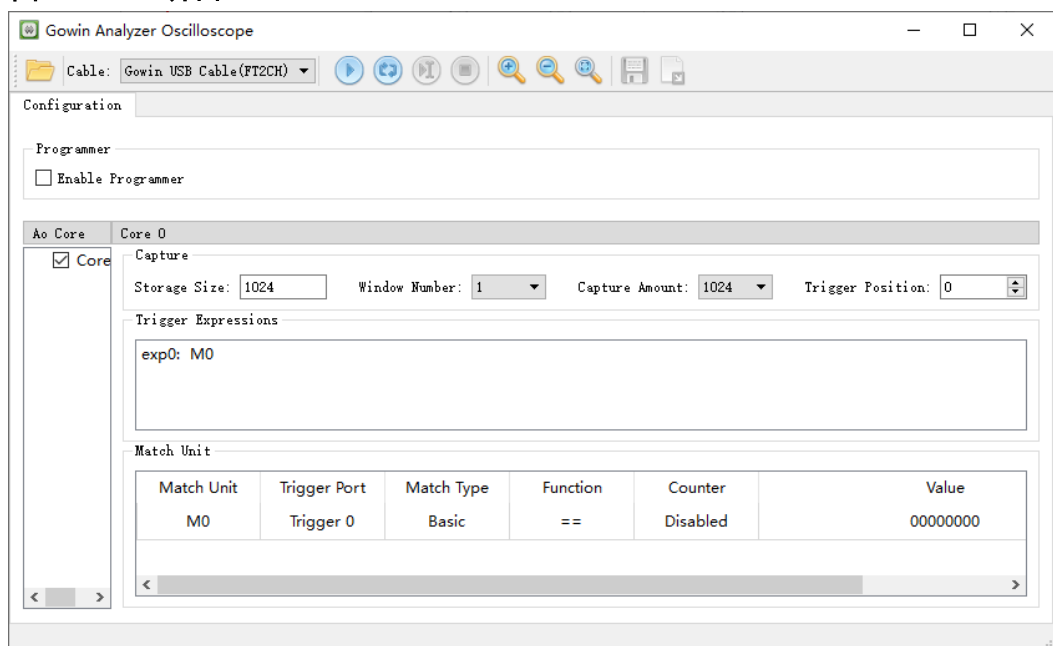 Gowin Analyzer Oscilloscope
Cable: Gowin USB Cable(FT2CH)
Configuration
Programmer
Enable Programmer
Ao Core Core 0
Core
Capture
Storage Size: 1024 Window Number: 1 Capture Amount: 1024 Trigger Position: 0
Trigger Expressions
exp0: M0
Match Unit
Match Unit Trigger Port Match Type Function Counter Value
M0 Trigger 0 Basic == Disabled 00000000